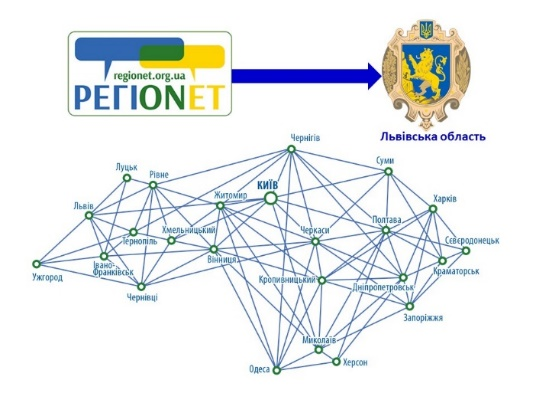 regionet.org.ua
РЕГІОNET
Львівська область
Чернігів
Луцьк
Рівне
Суми
Житомир
КИЇВ
Львів
Харків
Хмельницький
Черкаси
Полтава
Тернопіль
Сєвєродонецьк
Вінниця
Івано-
Франківськ
Ужгород
Краматорськ
Кропивницький
Дніпропетровськ
Чернівці
Запоріжжя
Миколаїв
Херсон
Одеса